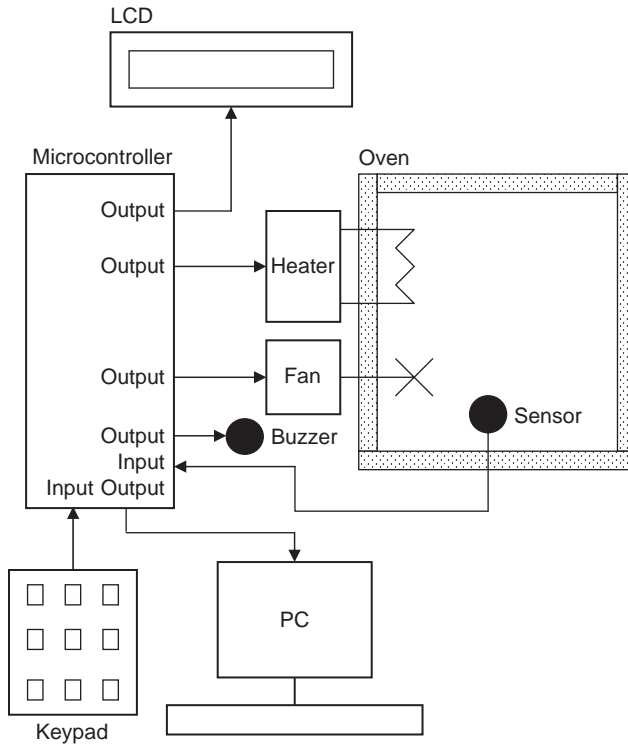 LCD
Microcontroller
Oven
Output
Output
Heater
Output
Fan
Sensor
Output
Buzzer
Input
Input Output
PC
Keypad